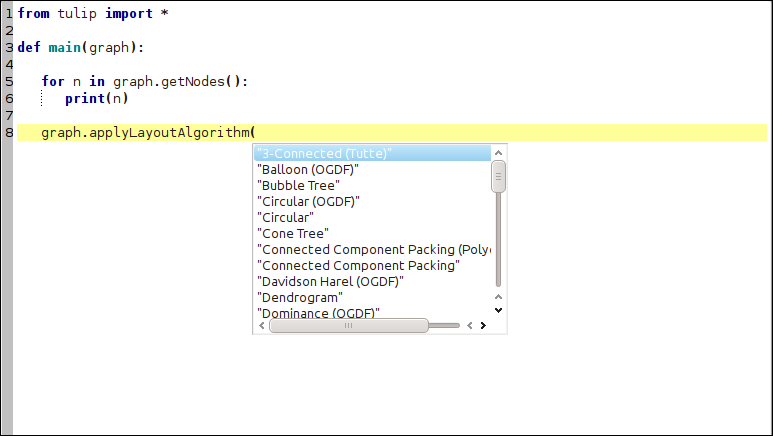 1 from tulip import *
2
3 def main(graph):
4
5 for n in graph.getNodes():
6 print(n)
7
8 graph.applyLayoutAlgorithm(
"3-Connected (Tutte)"
"Balloon (OGDF)"
"Bubble Tree"
"Circular (OGDF)"
"Circular"
"Cone Tree"
"Connected Component Packing (Poly
"Connected Component Packing"
"Davidson Harel (OGDF)"
"Dendrogram"
"Dominance (OGDF)"